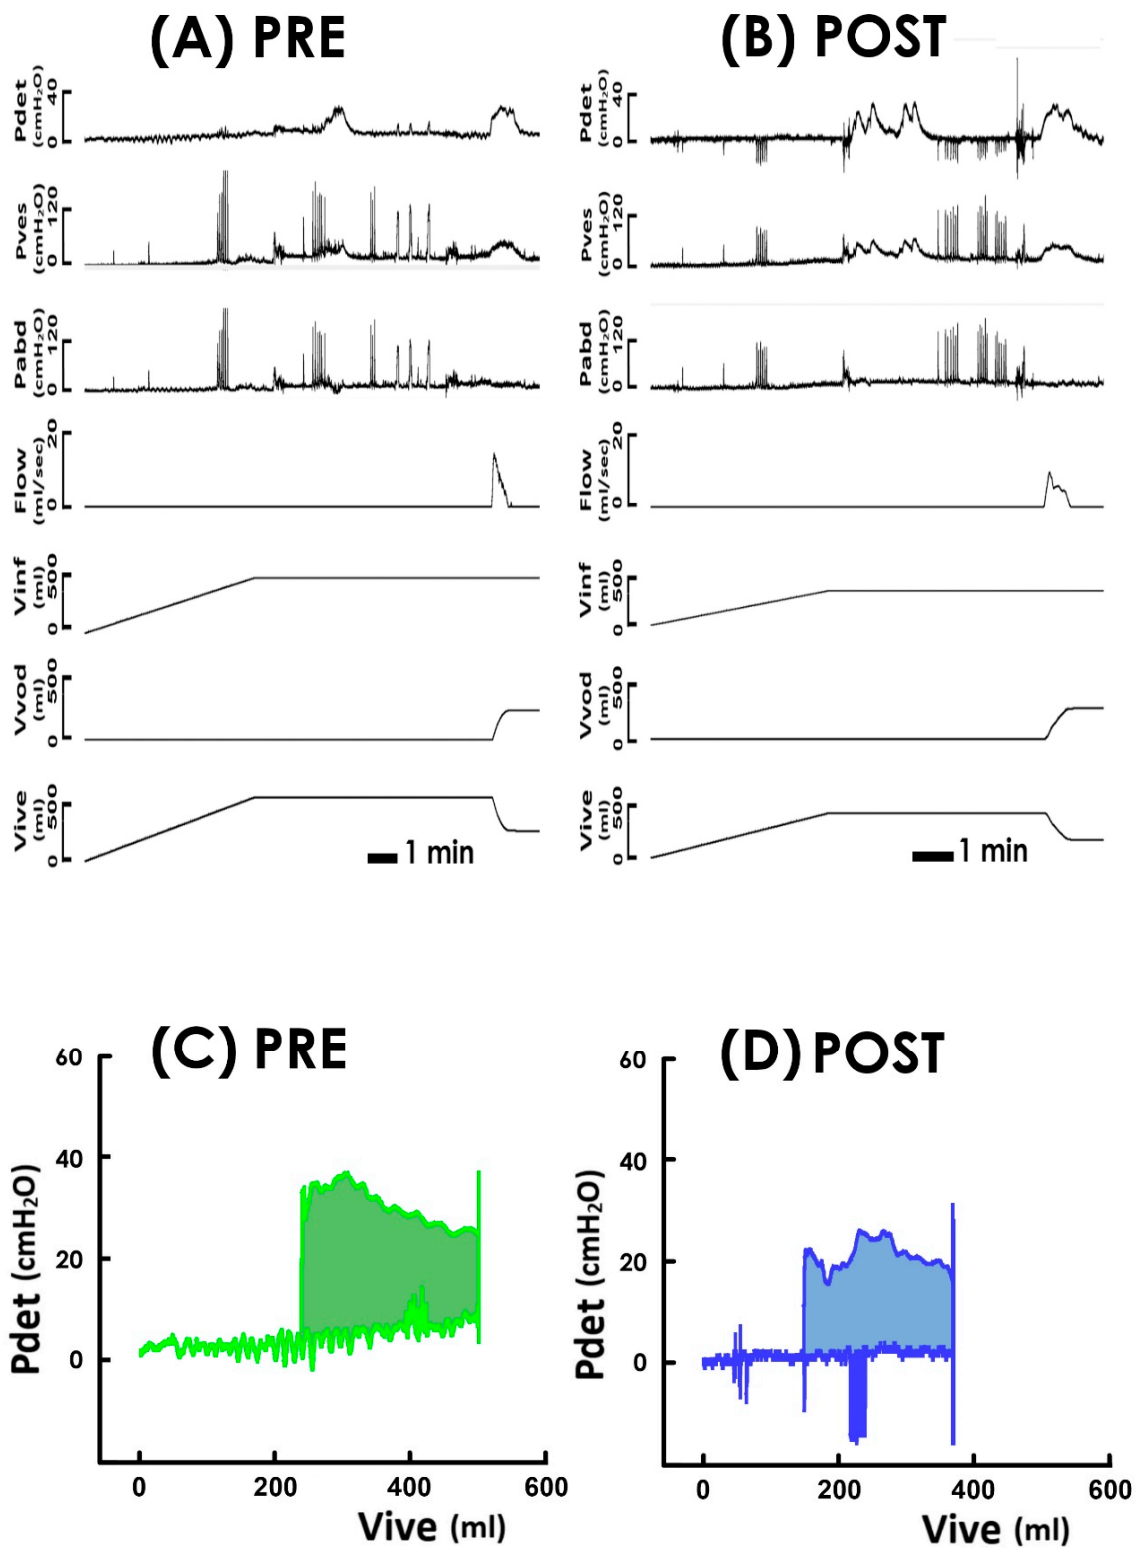 (A) PRE
(B) POST
Pdet
(cmH₂O)
0 40
Pdet
(cmH₂O)
0 40
Pves
(cmH₂O)
0 120
Pves
(cmH₂O)
0 120
Pabd
(cmH₂O)
0 120
Pabd
(cmH₂O)
0 120
Flow
(ml/sec)
0 20
Flow
(ml/sec)
0 20
Vinf
(ml)
0 500
Vinf
(ml)
0 500
Vvod
(ml)
0 500
Vvod
(ml)
0 500
Vive
(ml)
0 500
Vive
(ml)
0 500
1 min
1 min
(C) PRE
60
40
20
0
Pdet (cmH₂O)
0 200 400 600
Vive (ml)
(D) POST
60
40
20
0
Pdet (cmH₂O)
0 200 400 600
Vive (ml)